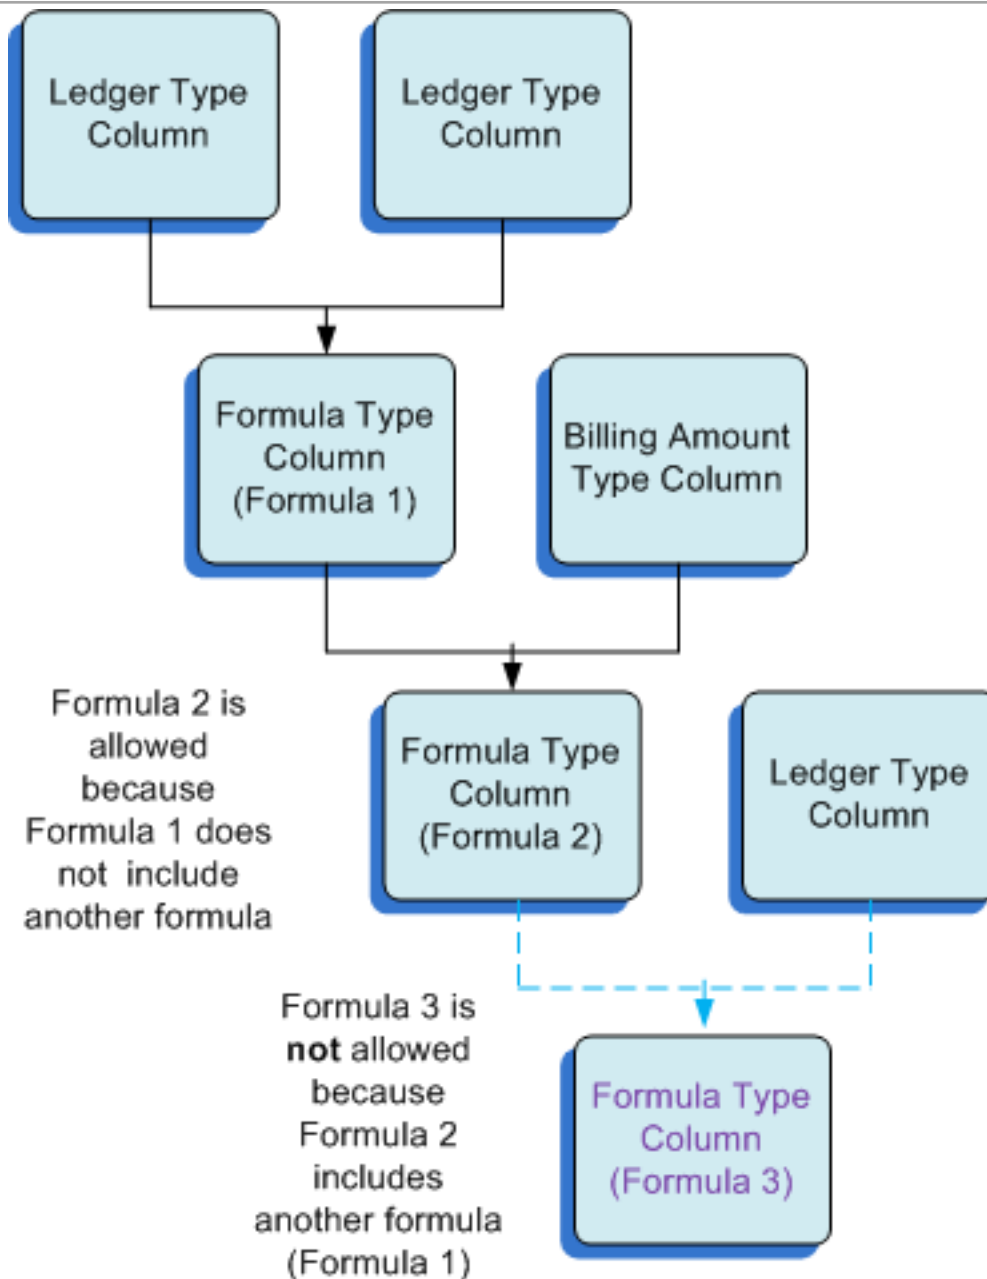 Ledger Type
Column
Ledger Type
Column
Formula Type
Column
(Formula 1)
Billing Amount
Type Column
Formula 2 is
allowed
because
Formula 1 does
not include
another formula
Formula Type
Column
(Formula 2)
Ledger Type
Column
Formula 3 is
not allowed
because
Formula 2
includes
another formula
(Formula 1)
Formula Type
Column
(Formula 3)